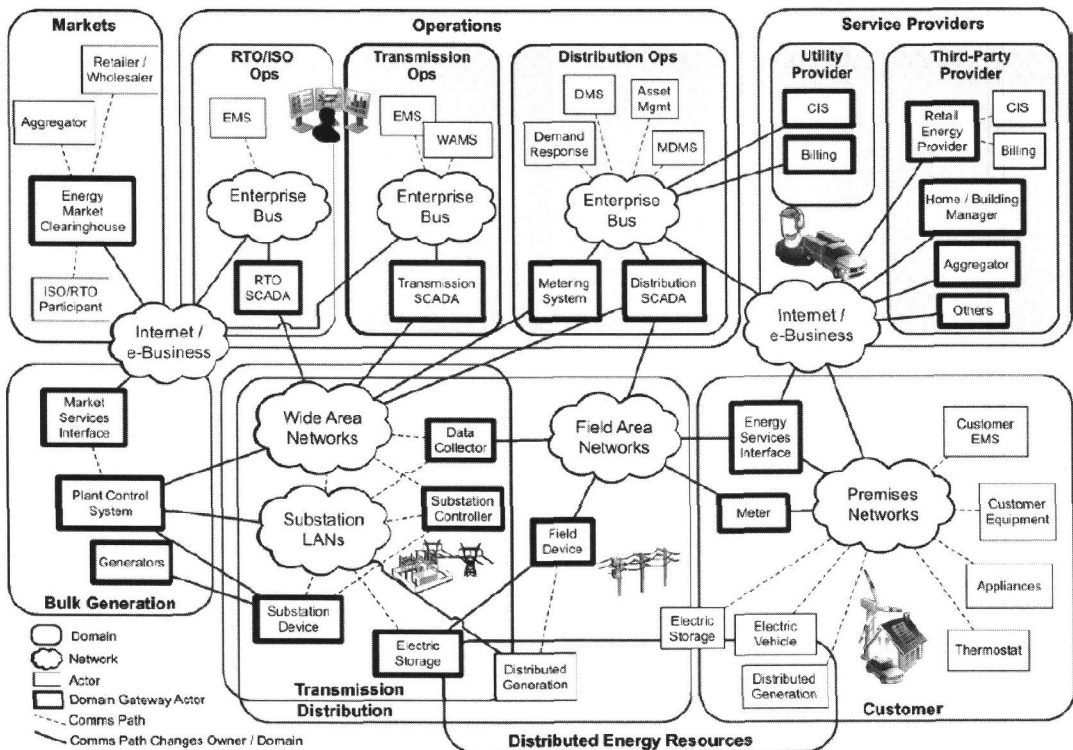 Markets
Retailer /
Wholesaler
Aggregator
Energy
Market
Clearinghouse
ISO/RTO
Participant
Operations
RTO/ISO
Ops
EMS
Enterprise
Bus
RTO
SCADA
Transmission
Ops
EMS
WAMS
Enterprise
Bus
Transmission
SCADA
Distribution Ops
DMS
Asset
Mgmt
Demand
Response
MDMS
Enterprise
Bus
Metering
System
Distribution
SCADA
Service Providers
Utility
Provider
CIS
Billing
Third-Party
Provider
Retail
Energy
Provider
CIS
Billing
Home / Building
Manager
Aggregator
Others
Internet /
e-Business
Internet /
e-Business
Market
Services
Interface
Plant Control
System
Generators
Bulk Generation
Wide Area
Networks
Data
Collector
Substation
LANs
Substation
Controller
Substation
Device
Field Area
Networks
Field
Device
Electric
Storage
Distributed
Generation
Transmission
Distribution
Energy
Services
Interface
Meter
Premises
Networks
Customer
EMS
Customer
Equipment
Appliances
Thermostat
Electric
Storage
Electric
Vehicle
Distributed
Generation
Customer
Distributed Energy Resources
Domain
Network
Actor
Domain Gateway Actor
Comms Path
Comms Path Changes Owner / Domain